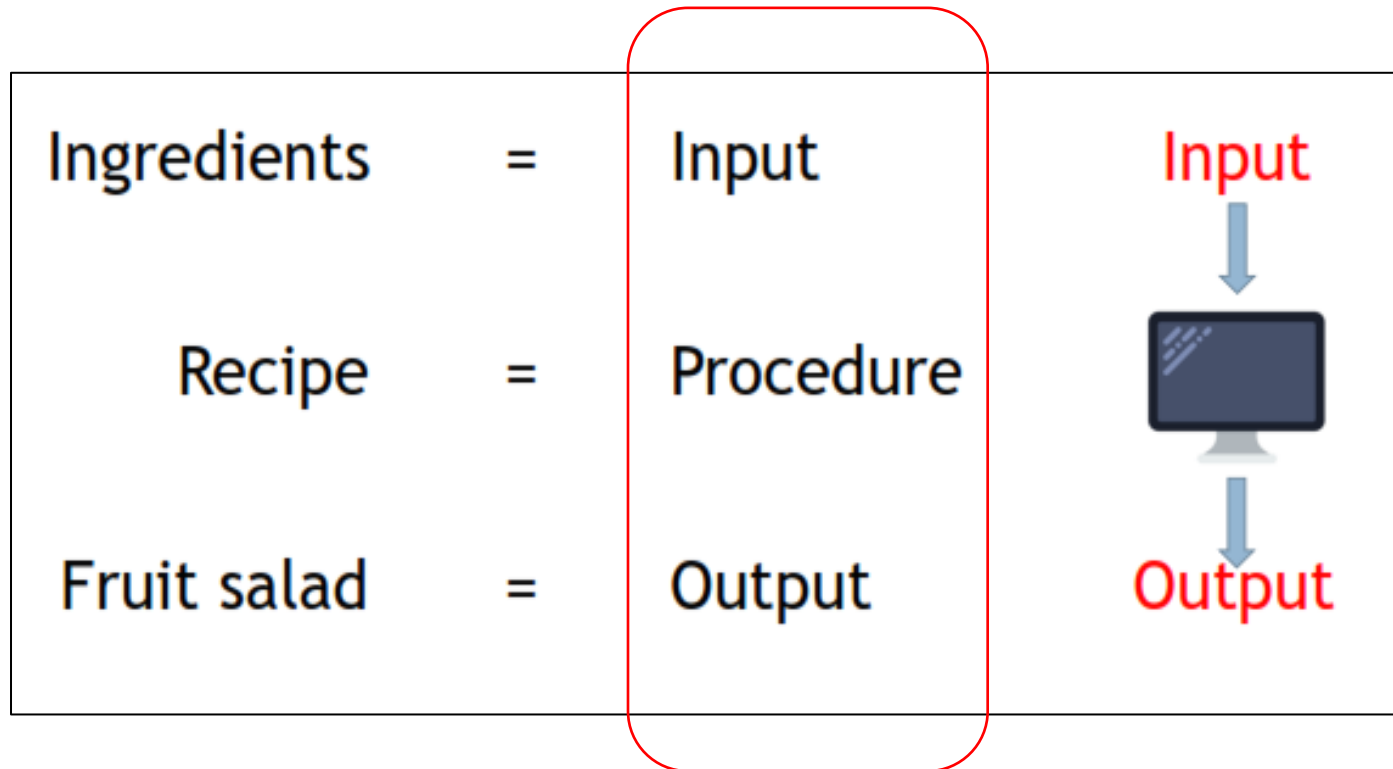 Ingredients = Input Input
Recipe = Procedure
Fruit salad = Output Output